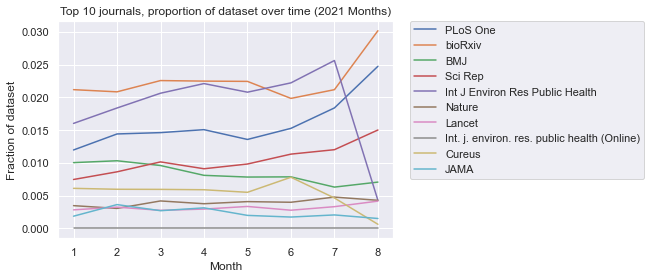 Top 10 journals, proportion of dataset over time (2021 Months)
0.030
0.025
0.020
0.015
0.010
0.005
0.000
Fraction of dataset
1 2 3 4 5 6 7 8
Month
PLoS One
bioRxiv
BMJ
Sci Rep
Int J Environ Res Public Health
Nature
Lancet
Int. j. environ. res. public health (Online)
Cureus
JAMA